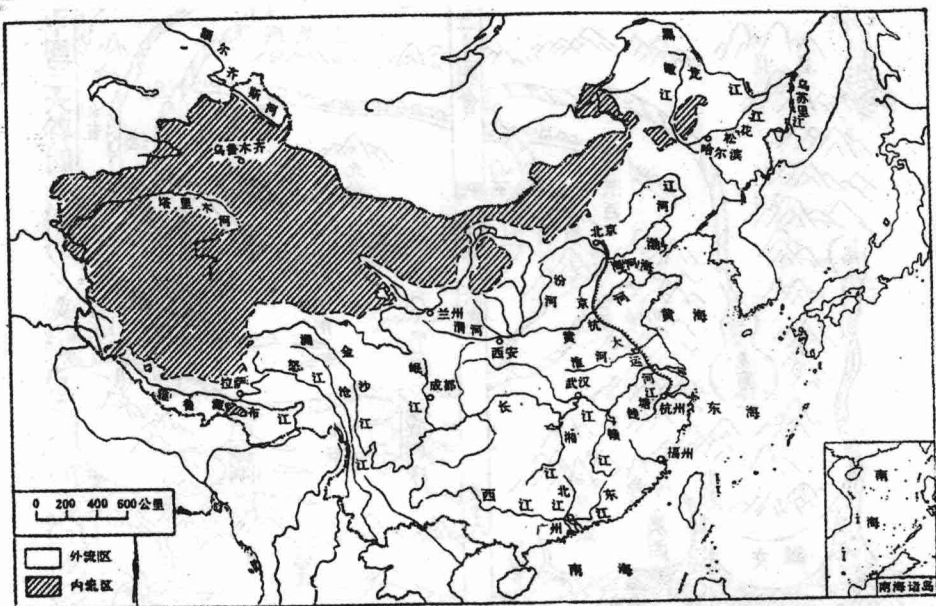 额尔齐斯河
乌鲁木齐
塔里木河
黑龙江
嫩江
松花江
乌苏里江
哈尔滨
辽河
北京
渤海
海河
汾河
京杭大运河
黄河
黄海
兰州
渭河
西安
淮河
怒江
澜沧江
金沙江
岷江
成都
武汉
长江
拉萨
雅鲁藏布江
湘江
赣江
钱塘江
杭州
东海
福州
西江
北江
东江
广州
南海
南海
南海诸岛
0 200 400 600公里
外流区
内流区